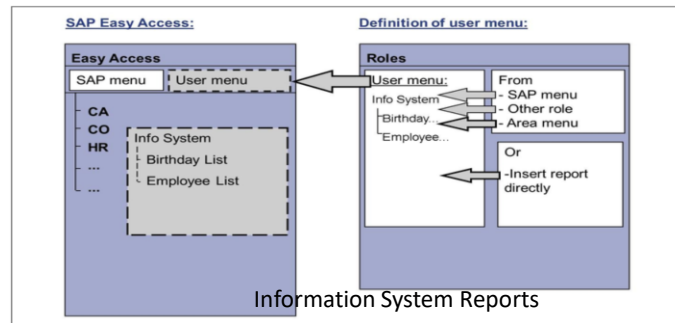 SAP Easy Access:
Easy Access
SAP menu
User menu
CA
CO
HR
...
...
Info System
Birthday List
Employee List
Definition of user menu:
Roles
User menu:
Info System
Birthday...
Employee...
From
- SAP menu
- Other role
- Area menu
Or
-Insert report
directly
Information System Reports